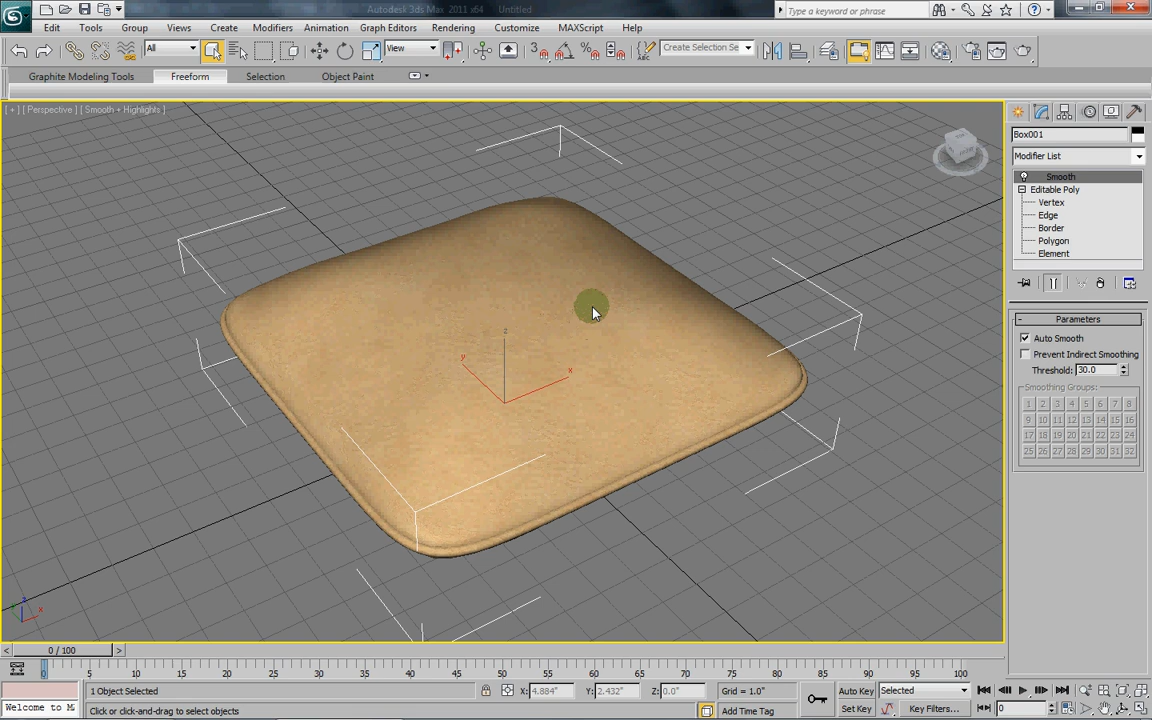 Autodesk 3ds Max 2011 x64 Untitled
Type a keyword or phrase
Edit Tools Group Views Create Modifiers Animation Graph Editors Rendering Customize MAXScript Help
All View 3 Create Selection Se
Graphite Modeling Tools Freeform Selection Object Paint
[ + ] [ Perspective ] [ Smooth + Highlights ]
Box001
Modifier List
Smooth
Editable Poly
Vertex
Edge
Border
Polygon
Element
Parameters
Auto Smooth
Prevent Indirect Smoothing
Threshold: 30.0
Smoothing Groups:
1 2 3 4 5 6 7 8
9 10 11 12 13 14 15 16
17 18 19 20 21 22 23 24
25 26 27 28 29 30 31 32
z
y
x
z
x
< 0 / 100 >
0 5 10 15 20 25 30 35 40 45 50 55 60 65 70 75 80 85 90 95 100
1 Object Selected X: 4.884" Y: 2.432" Z: 0.0" Grid = 1.0" Auto Key Selected
Welcome to M Click or click-and-drag to select objects Add Time Tag Set Key Key Filters... 0